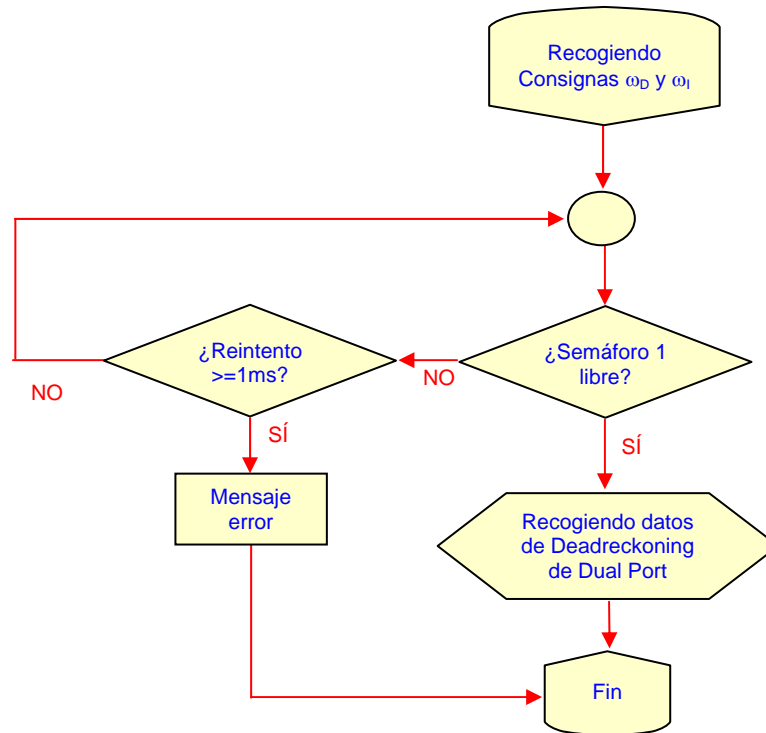 Recogiendo
Consignas ωD y ωI
¿Semáforo 1
libre?
NO
¿Reintento
>=1ms?
NO
SÍ
SÍ
Mensaje
error
Recogiendo datos
de Deadreckoning
de Dual Port
Fin